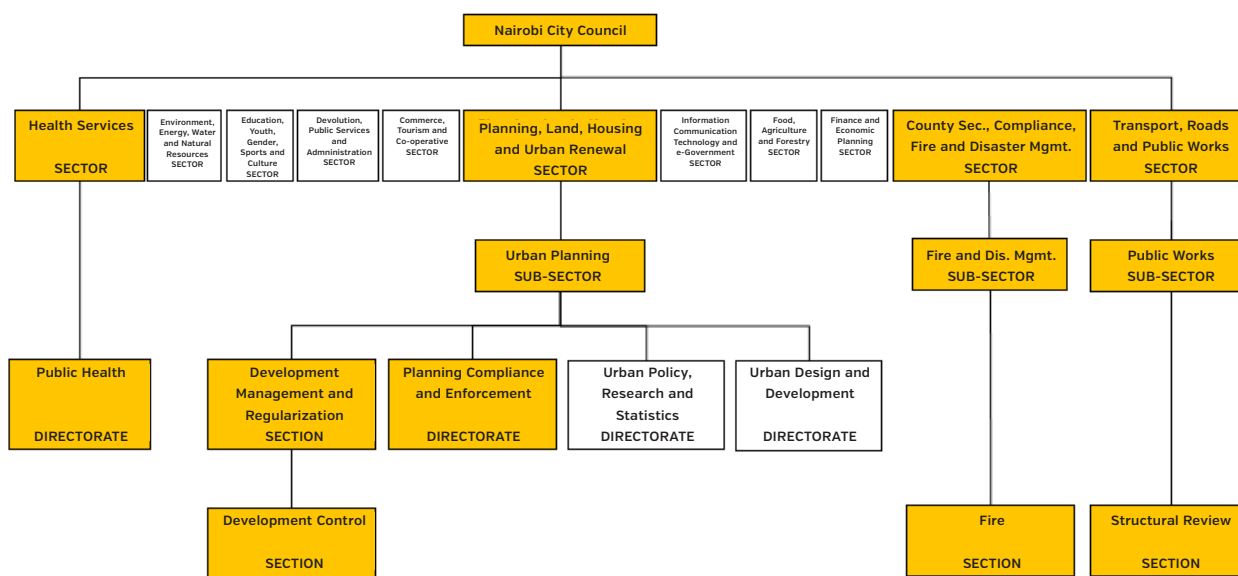 Nairobi City Council
Health Services
SECTOR
Environment,
Energy, Water
and Natural
Resources
SECTOR
Education,
Youth,
Gender,
Sports and
Culture
SECTOR
Devolution,
Public Services
and
Admninistration
SECTOR
Commerce,
Tourism and
Co-operative
SECTOR
Planning, Land, Housing
and Urban Renewal
SECTOR
Information
Communication
Technology and
e-Government
SECTOR
Food,
Agriculture
and Forestry
SECTOR
Finance and
Economic
Planning
SECTOR
County Sec., Compliance,
Fire and Disaster Mgmt.
SECTOR
Transport, Roads
and Public Works
SECTOR
Urban Planning
SUB-SECTOR
Fire and Dis. Mgmt.
SUB-SECTOR
Public Works
SUB-SECTOR
Public Health
DIRECTORATE
Development
Management and
Regularization
SECTION
Planning Compliance
and Enforcement
DIRECTORATE
Urban Policy,
Research and
Statistics
DIRECTORATE
Urban Design and
Development
DIRECTORATE
Development Control
SECTION
Fire
SECTION
Structural Review
SECTION